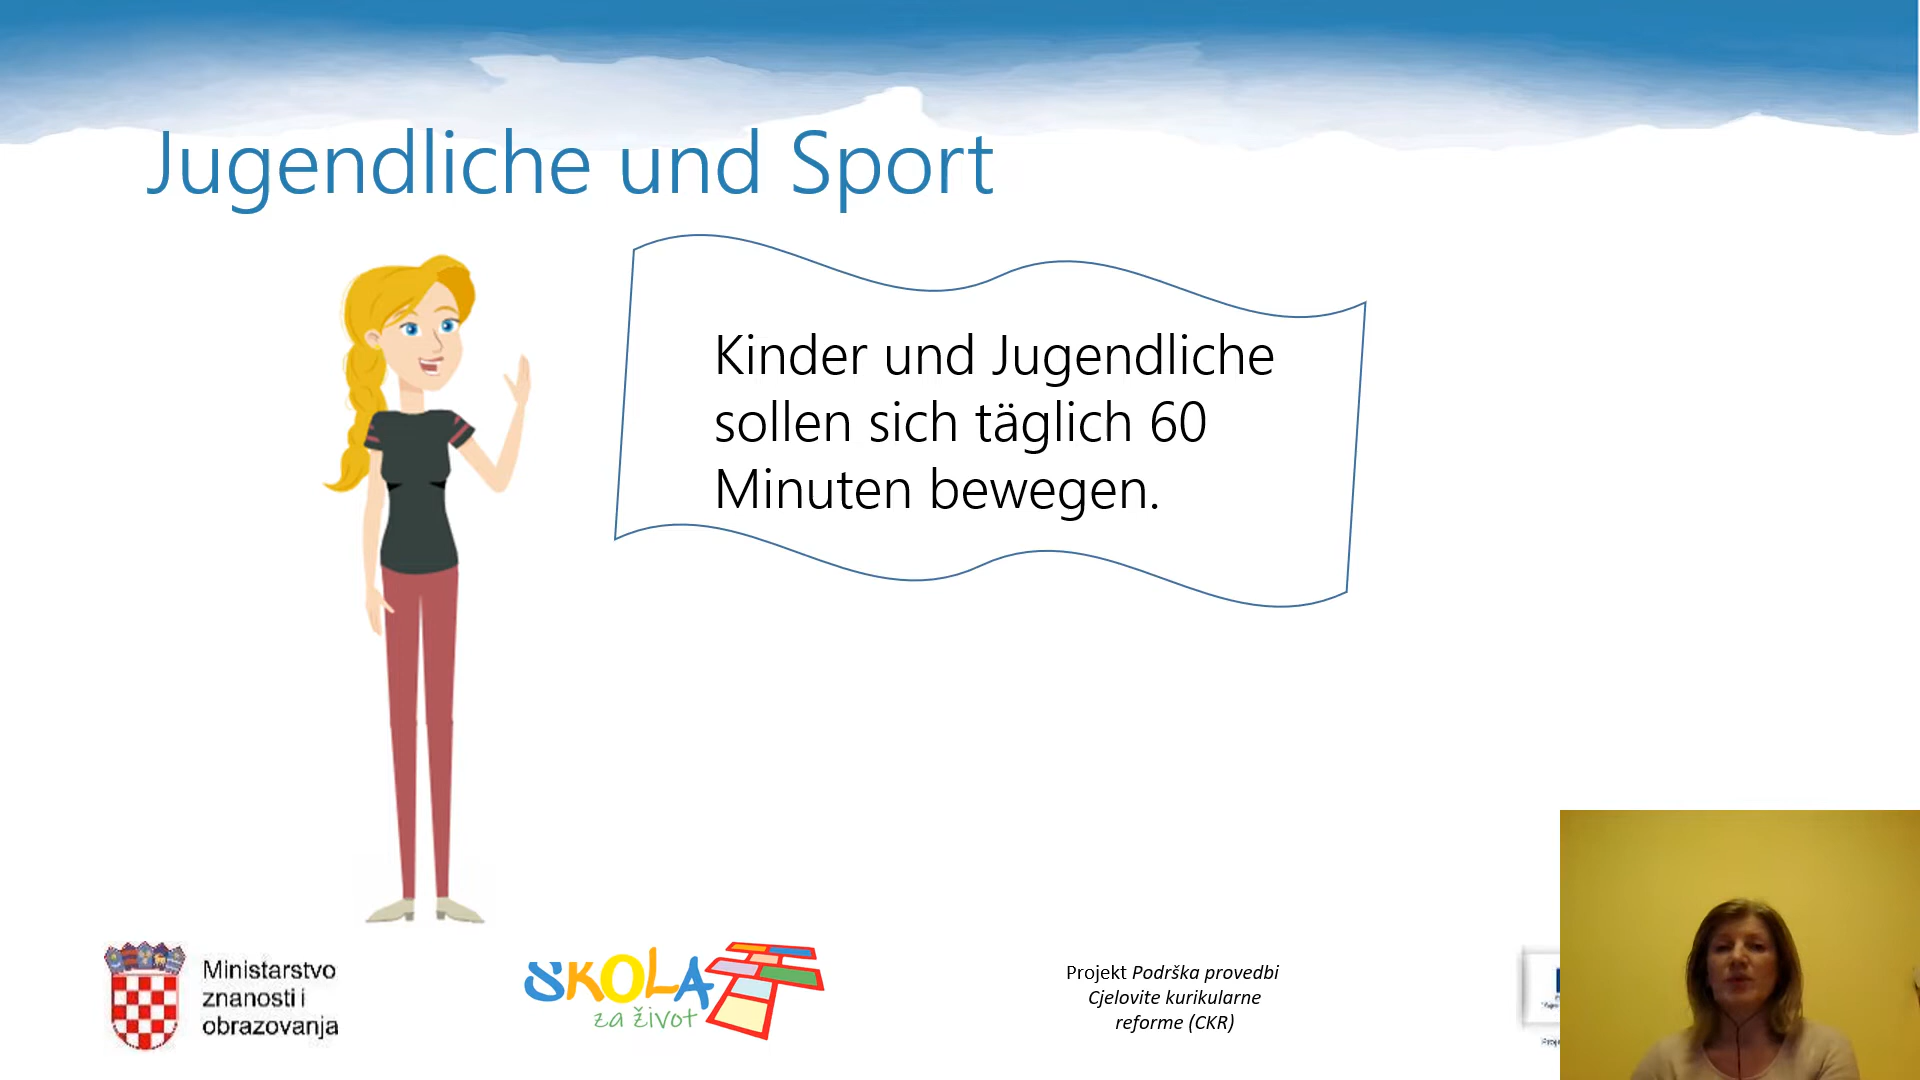 Jugendliche und Sport
Kinder und Jugendliche
sollen sich täglich 60
Minuten bewegen.
Ministarstvo
znanosti i
obrazovanja
ŠKOLA
za život
Projekt Podrška provedbi
Cjelovite kurikularne
reforme (CKR)